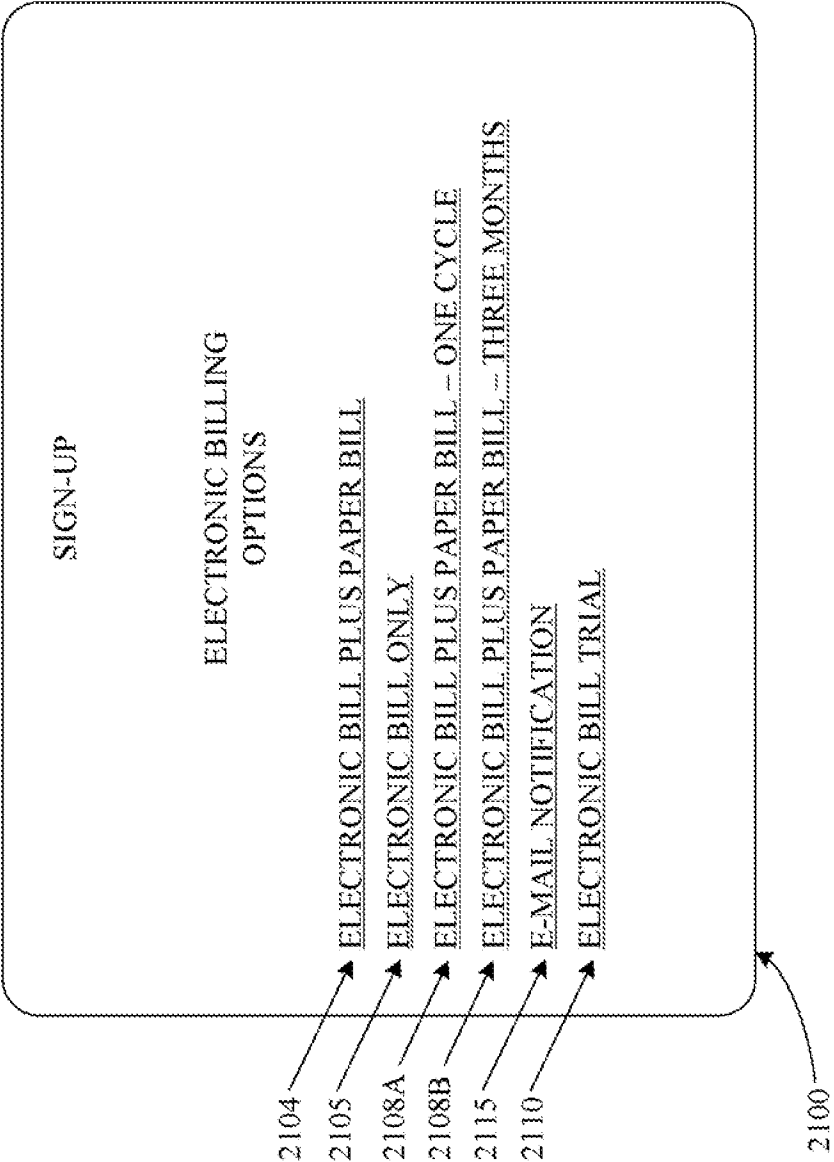 SIGN-UP
ELECTRONIC BILLING
OPTIONS
2104 ELECTRONIC BILL PLUS PAPER BILL
2105 ELECTRONIC BILL ONLY
2108A ELECTRONIC BILL PLUS PAPER BILL – ONE CYCLE
2108B ELECTRONIC BILL PLUS PAPER BILL – THREE MONTHS
2115 E-MAIL NOTIFICATION
2110 ELECTRONIC BILL TRIAL
2100